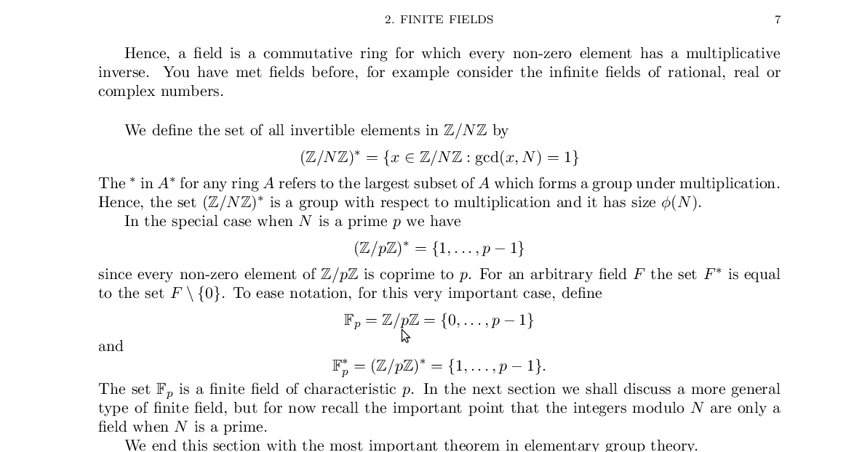 2. FINITE FIELDS 7
Hence, a field is a commutative ring for which every non-zero element has a multiplicative
inverse. You have met fields before, for example consider the infinite fields of rational, real or
complex numbers.
We define the set of all invertible elements in ℤ/Nℤ by
(ℤ/Nℤ)* = {x ∈ ℤ/Nℤ : gcd(x, N) = 1}
The * in A* for any ring A refers to the largest subset of A which forms a group under multiplication.
Hence, the set (ℤ/Nℤ)* is a group with respect to multiplication and it has size ϕ(N).
In the special case when N is a prime p we have
(ℤ/pℤ)* = {1, . . . , p − 1}
since every non-zero element of ℤ/pℤ is coprime to p. For an arbitrary field F the set F* is equal
to the set F \ {0}. To ease notation, for this very important case, define
𝔽ₚ = ℤ/pℤ = {0, . . . , p − 1}
and
𝔽ₚ* = (ℤ/pℤ)* = {1, . . . , p − 1}.
The set 𝔽ₚ is a finite field of characteristic p. In the next section we shall discuss a more general
type of finite field, but for now recall the important point that the integers modulo N are only a
field when N is a prime.
We end this section with the most important theorem in elementary group theory.